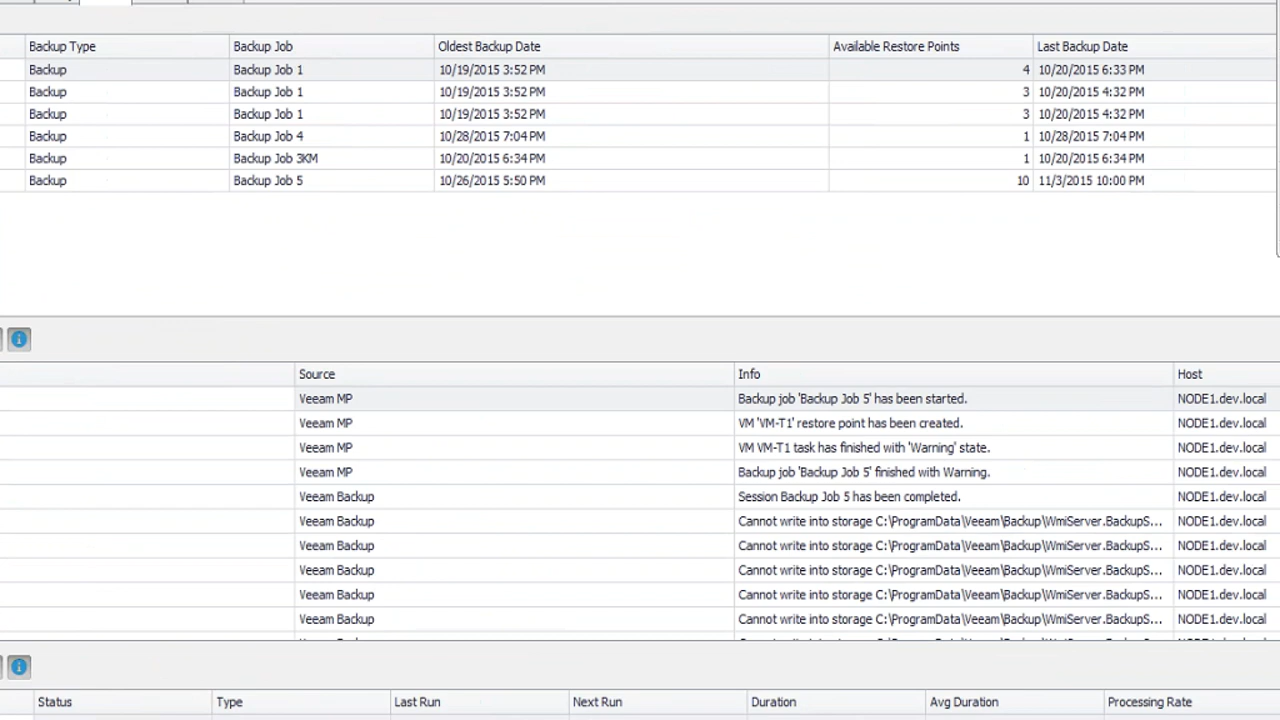 Backup Type Backup Job Oldest Backup Date Available Restore Points Last Backup Date
Backup Backup Job 1 10/19/2015 3:52 PM 4 10/20/2015 6:33 PM
Backup Backup Job 1 10/19/2015 3:52 PM 3 10/20/2015 4:32 PM
Backup Backup Job 1 10/19/2015 3:52 PM 3 10/20/2015 4:32 PM
Backup Backup Job 4 10/28/2015 7:04 PM 1 10/28/2015 7:04 PM
Backup Backup Job 3KM 10/20/2015 6:34 PM 1 10/20/2015 6:34 PM
Backup Backup Job 5 10/26/2015 5:50 PM 10 11/3/2015 10:00 PM
Source Info Host
Veeam MP Backup job 'Backup Job 5' has been started. NODE1.dev.local
Veeam MP VM 'VM-T1' restore point has been created. NODE1.dev.local
Veeam MP VM VM-T1 task has finished with 'Warning' state. NODE1.dev.local
Veeam MP Backup job 'Backup Job 5' finished with Warning. NODE1.dev.local
Veeam Backup Session Backup Job 5 has been completed. NODE1.dev.local
Veeam Backup Cannot write into storage C:\ProgramData\Veeam\Backup\WmiServer.BackupS... NODE1.dev.local
Veeam Backup Cannot write into storage C:\ProgramData\Veeam\Backup\WmiServer.BackupS... NODE1.dev.local
Veeam Backup Cannot write into storage C:\ProgramData\Veeam\Backup\WmiServer.BackupS... NODE1.dev.local
Veeam Backup Cannot write into storage C:\ProgramData\Veeam\Backup\WmiServer.BackupS... NODE1.dev.local
Veeam Backup Cannot write into storage C:\ProgramData\Veeam\Backup\WmiServer.BackupS... NODE1.dev.local
Status Type Last Run Next Run Duration Avg Duration Processing Rate